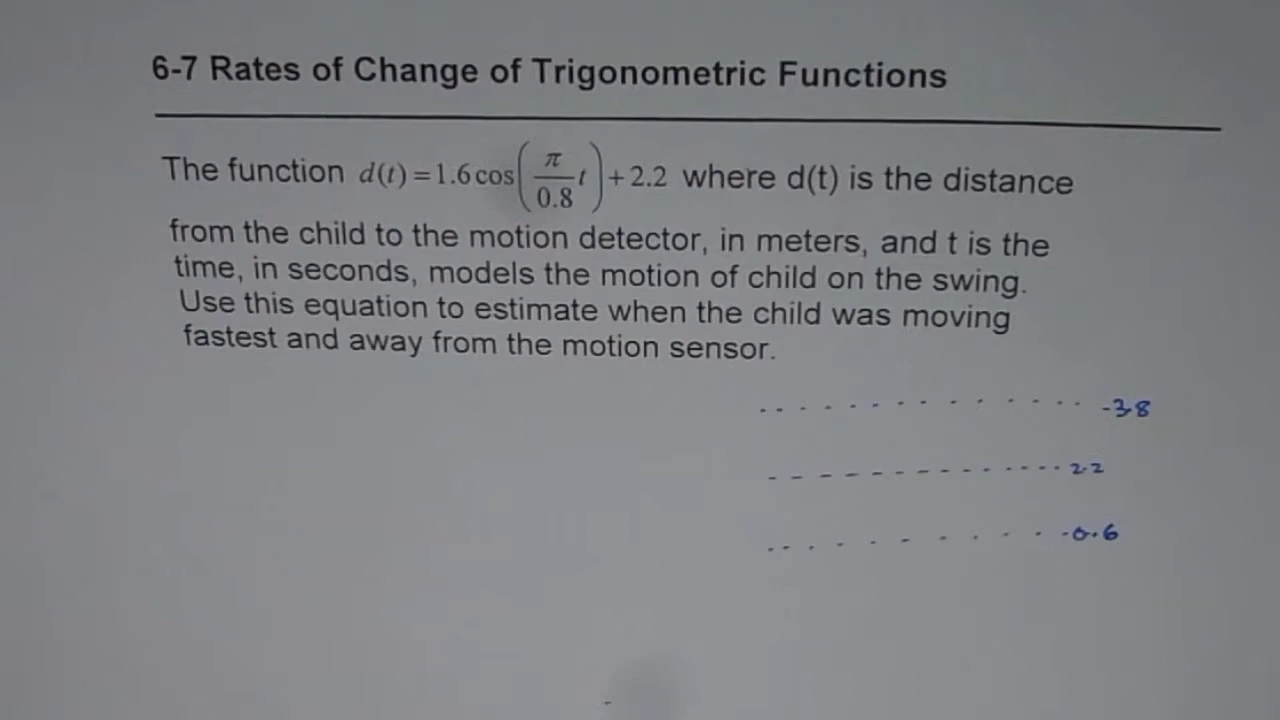 6-7 Rates of Change of Trigonometric Functions
The function d(t) = 1.6 cos(π/0.8 t) + 2.2 where d(t) is the distance
from the child to the motion detector, in meters, and t is the
time, in seconds, models the motion of child on the swing.
Use this equation to estimate when the child was moving
fastest and away from the motion sensor.
3.8
2.2
0.6